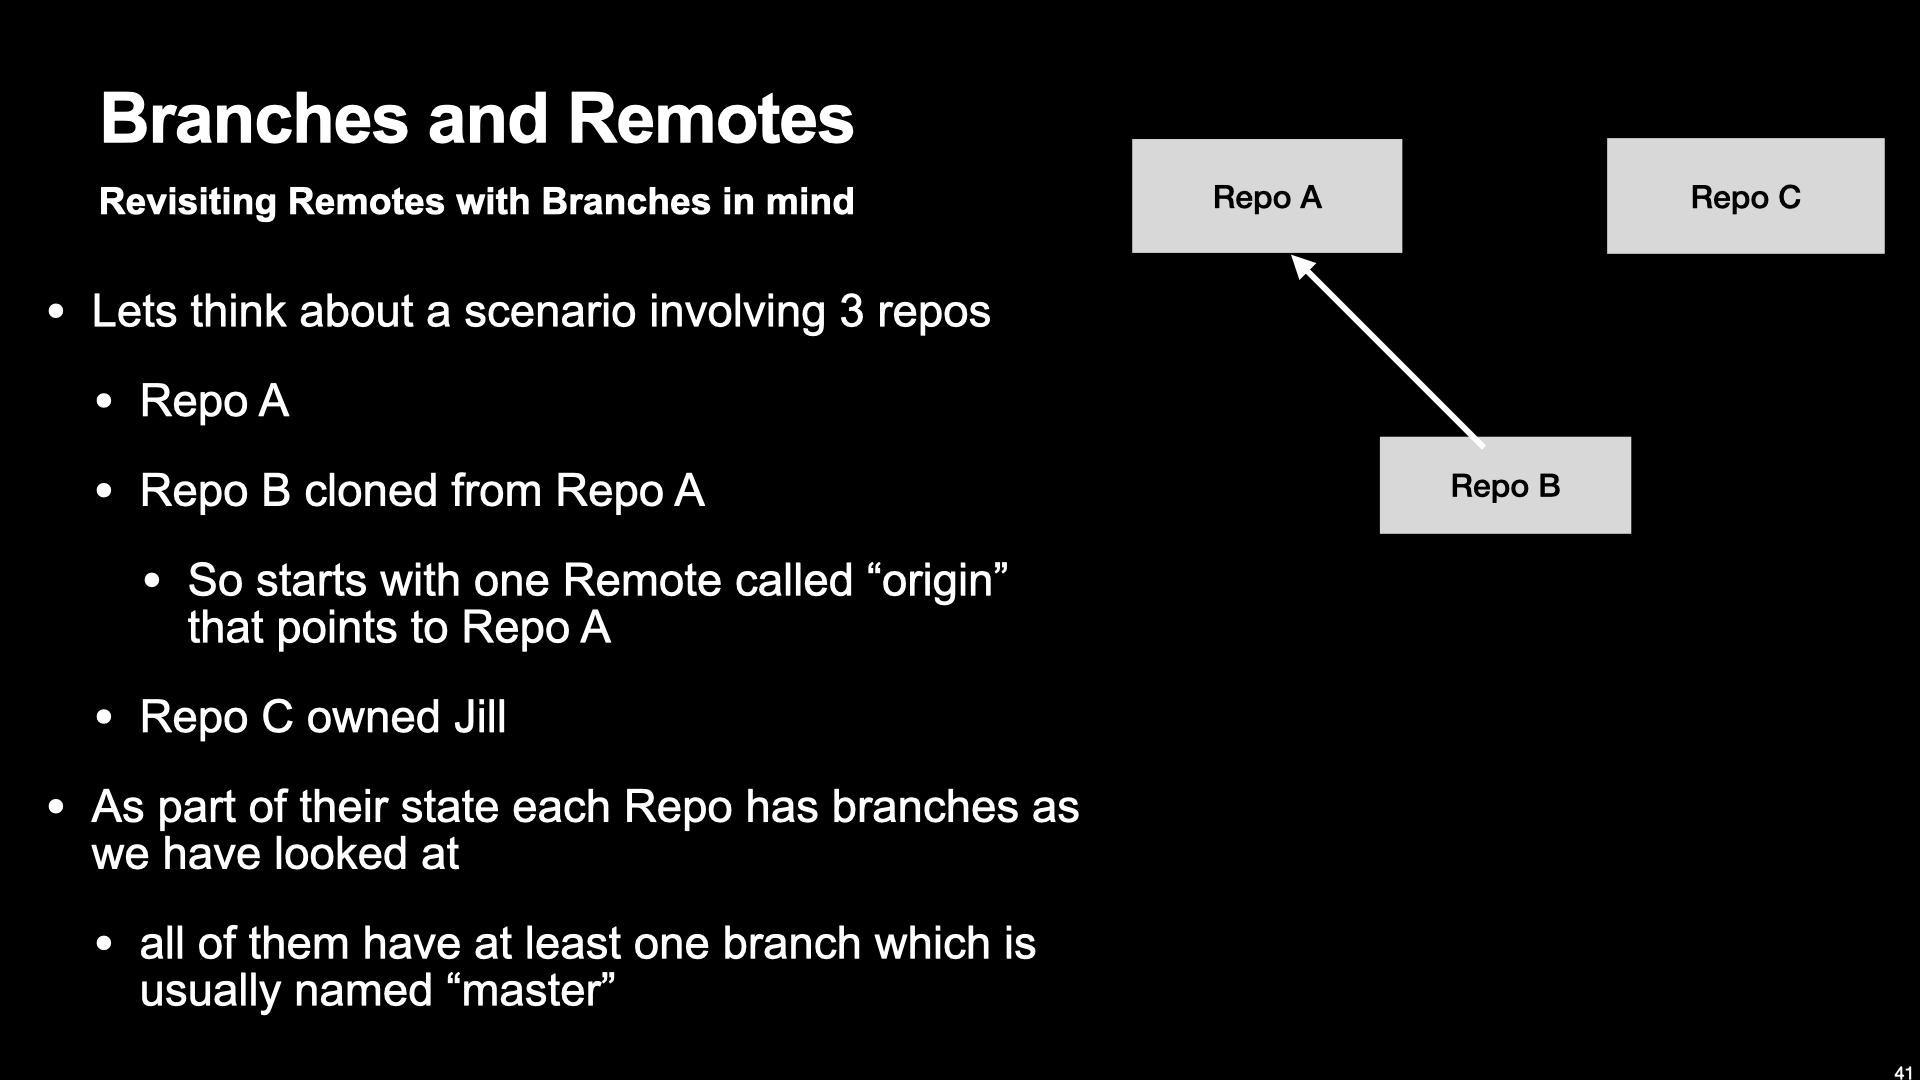 Branches and Remotes
Revisiting Remotes with Branches in mind
• Lets think about a scenario involving 3 repos
• Repo A
• Repo B cloned from Repo A
• So starts with one Remote called “origin”
that points to Repo A
• Repo C owned Jill
• As part of their state each Repo has branches as
we have looked at
• all of them have at least one branch which is
usually named “master”
Repo A
Repo C
Repo B
41